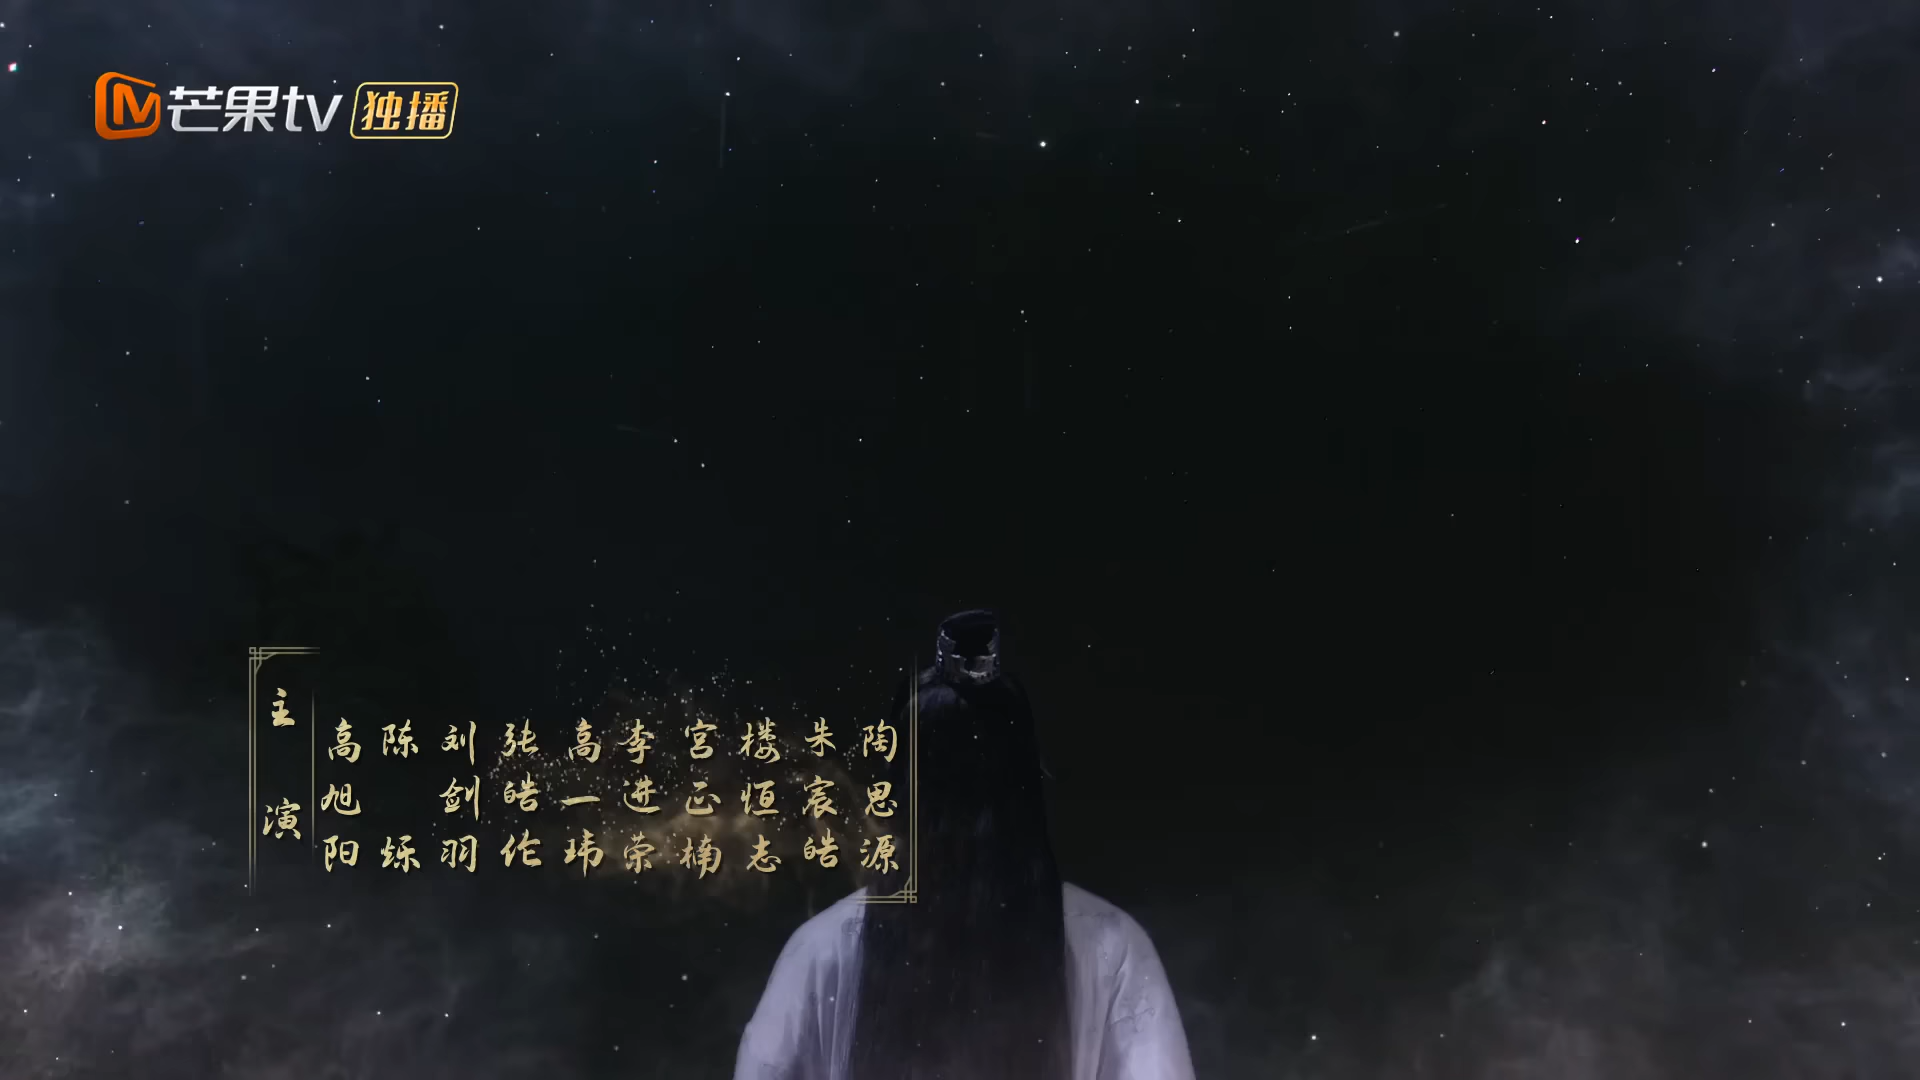 芒果tv 独播
主演
高旭阳
陈烁
刘剑羽
张皓伦
高一玮
李进荣
宫正楠
楼恒志
朱宸皓
陶思源